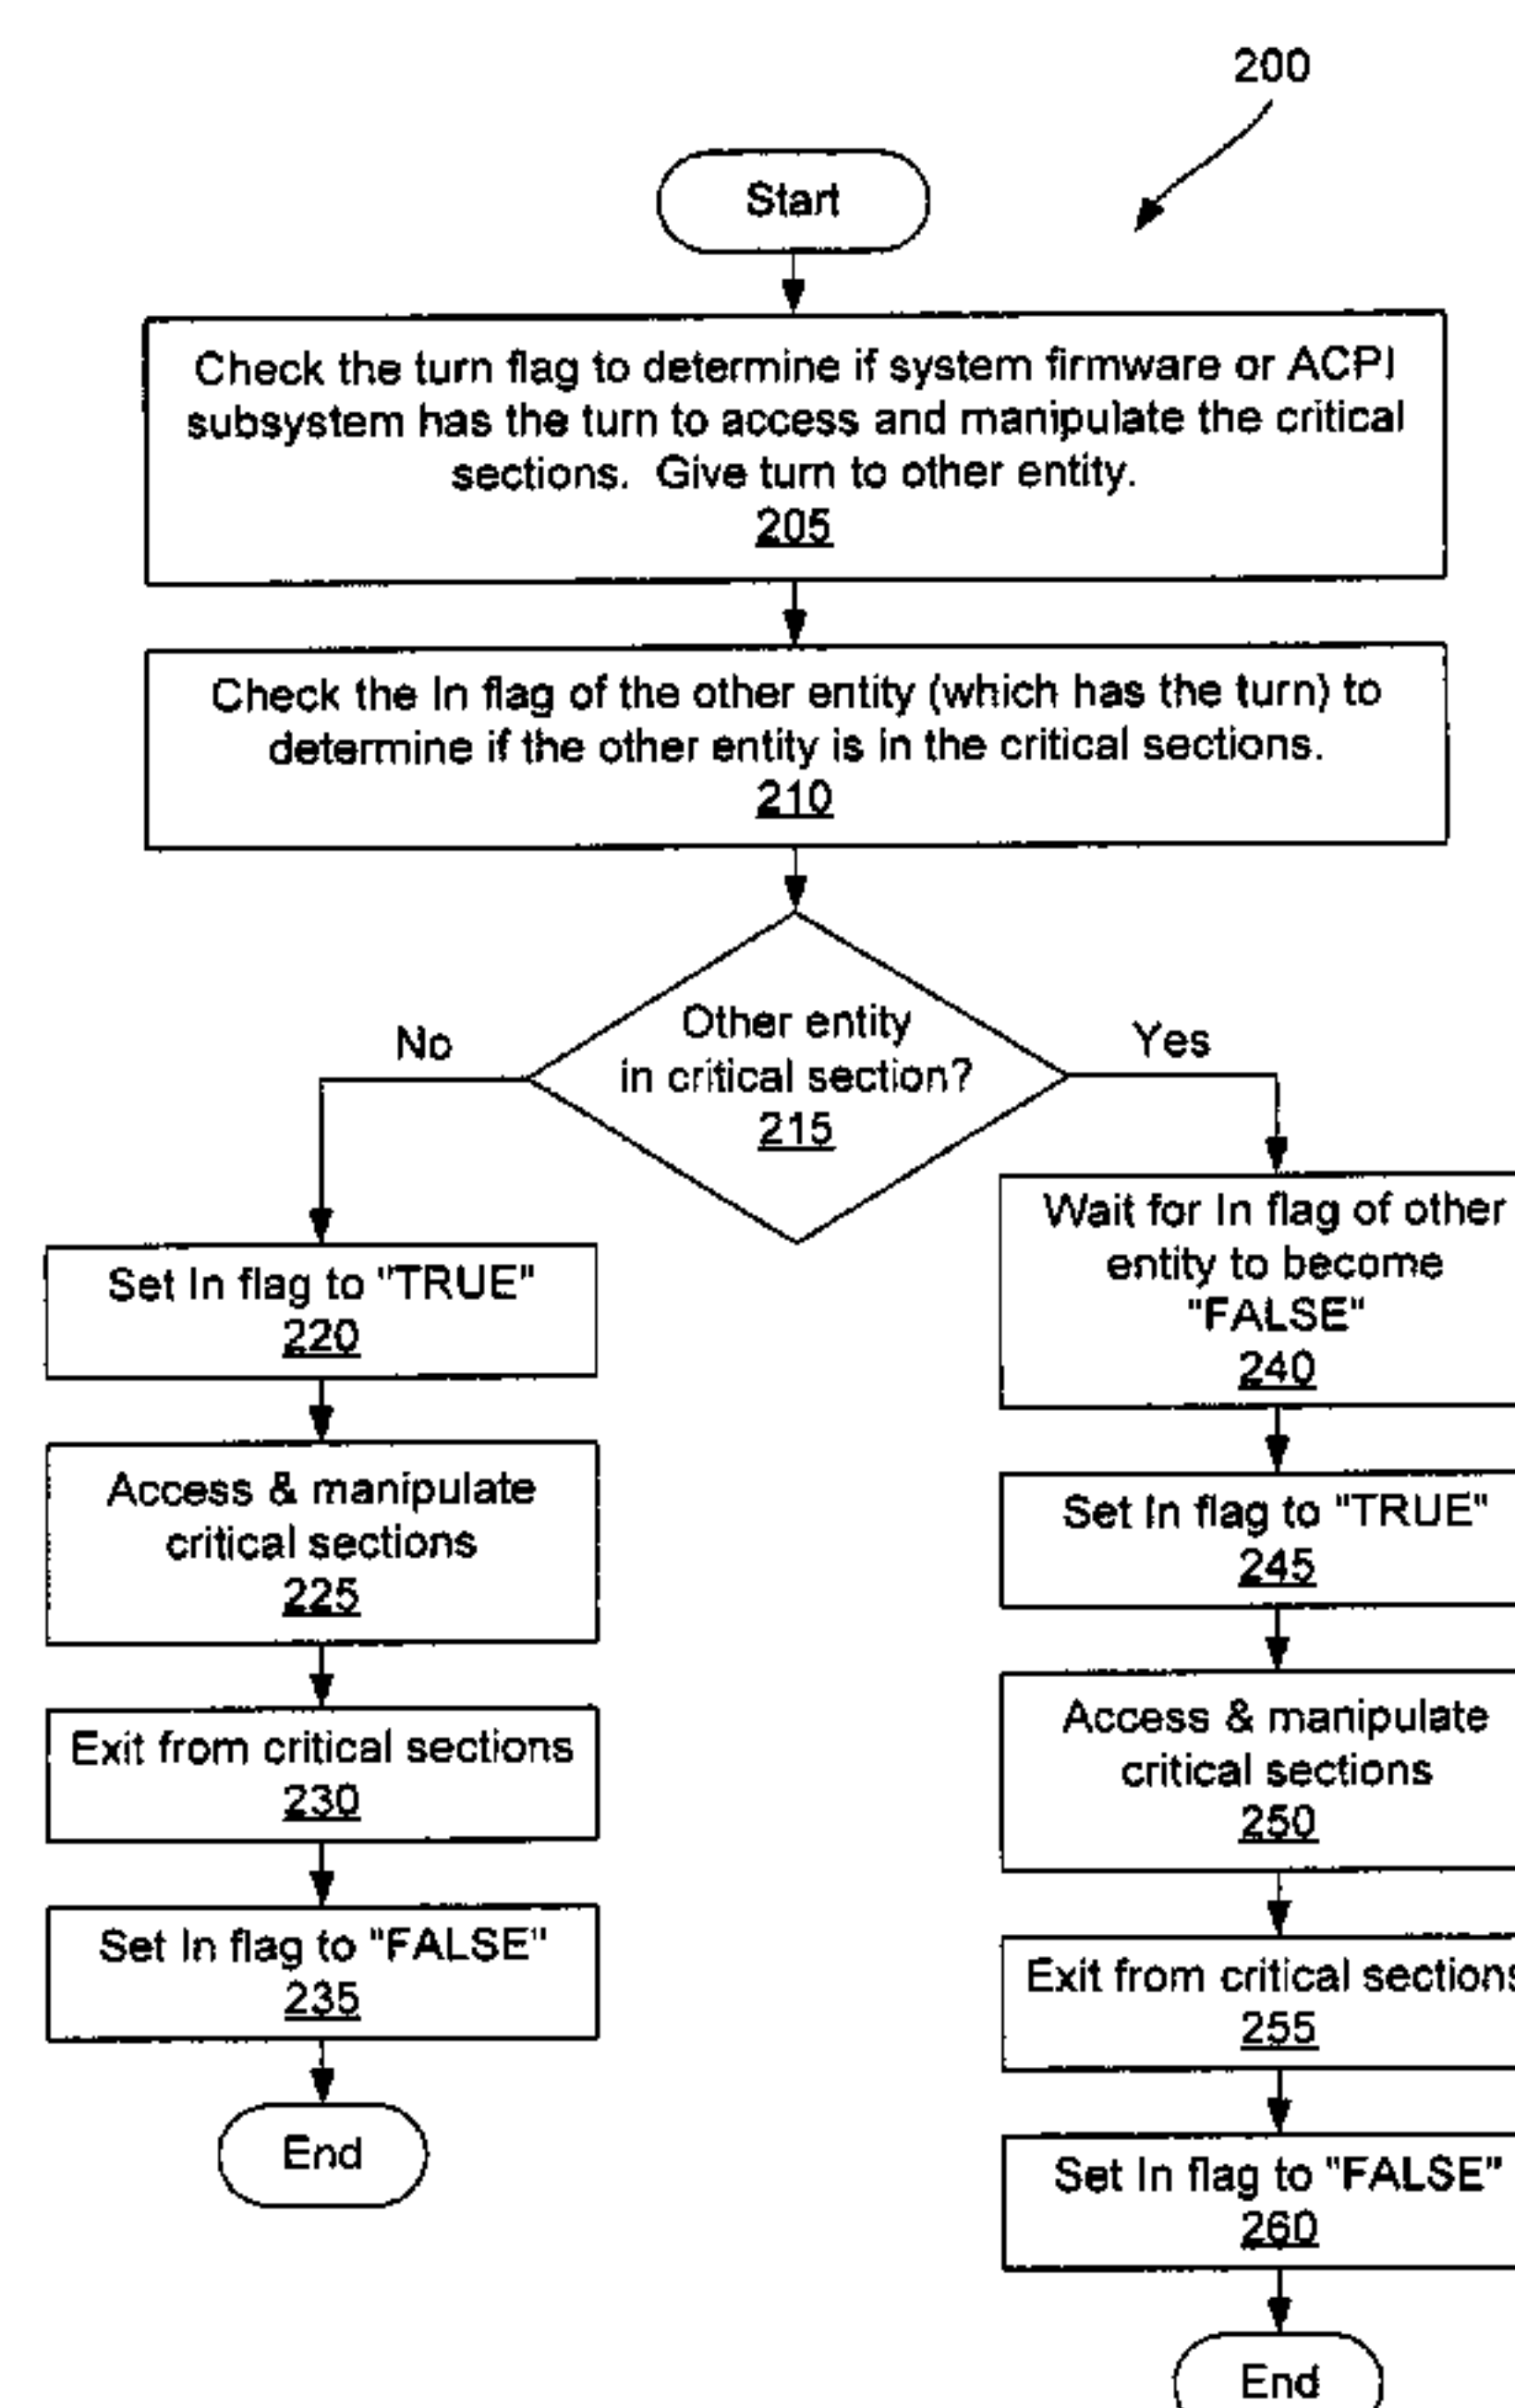 200
Start
Check the turn flag to determine if system firmware or ACPI
subsystem has the turn to access and manipulate the critical
sections. Give turn to other entity.
205
Check the In flag of the other entity (which has the turn) to
determine if the other entity is in the critical sections.
210
Other entity
in critical section?
215
No
Yes
Set In flag to "TRUE"
220
Access & manipulate
critical sections
225
Exit from critical sections
230
Set In flag to "FALSE"
235
End
Wait for In flag of other
entity to become
"FALSE"
240
Set In flag to "TRUE"
245
Access & manipulate
critical sections
250
Exit from critical sections
255
Set In flag to "FALSE"
260
End